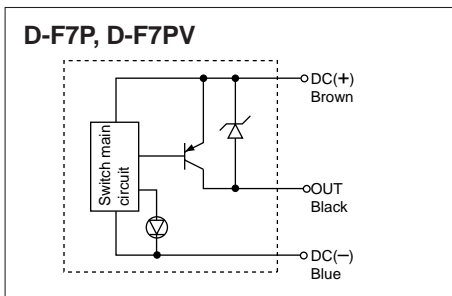 D-F7P, D-F7PV
DC(+)
Brown
Switch main
circuit
OUT
Black
DC(−)
Blue